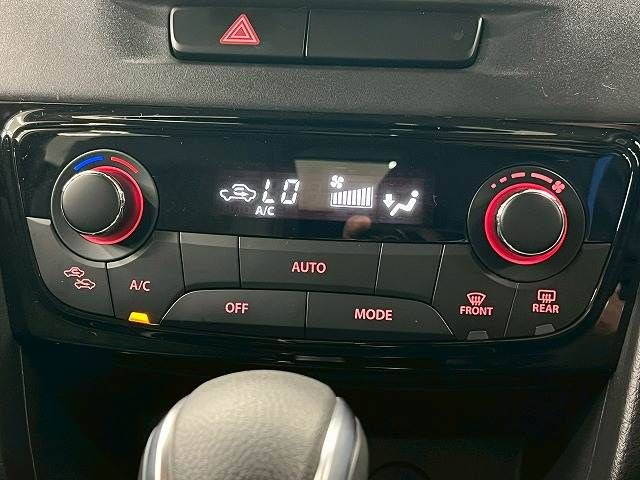 LO
A/C
AUTO
A/C
OFF
MODE
FRONT
REAR